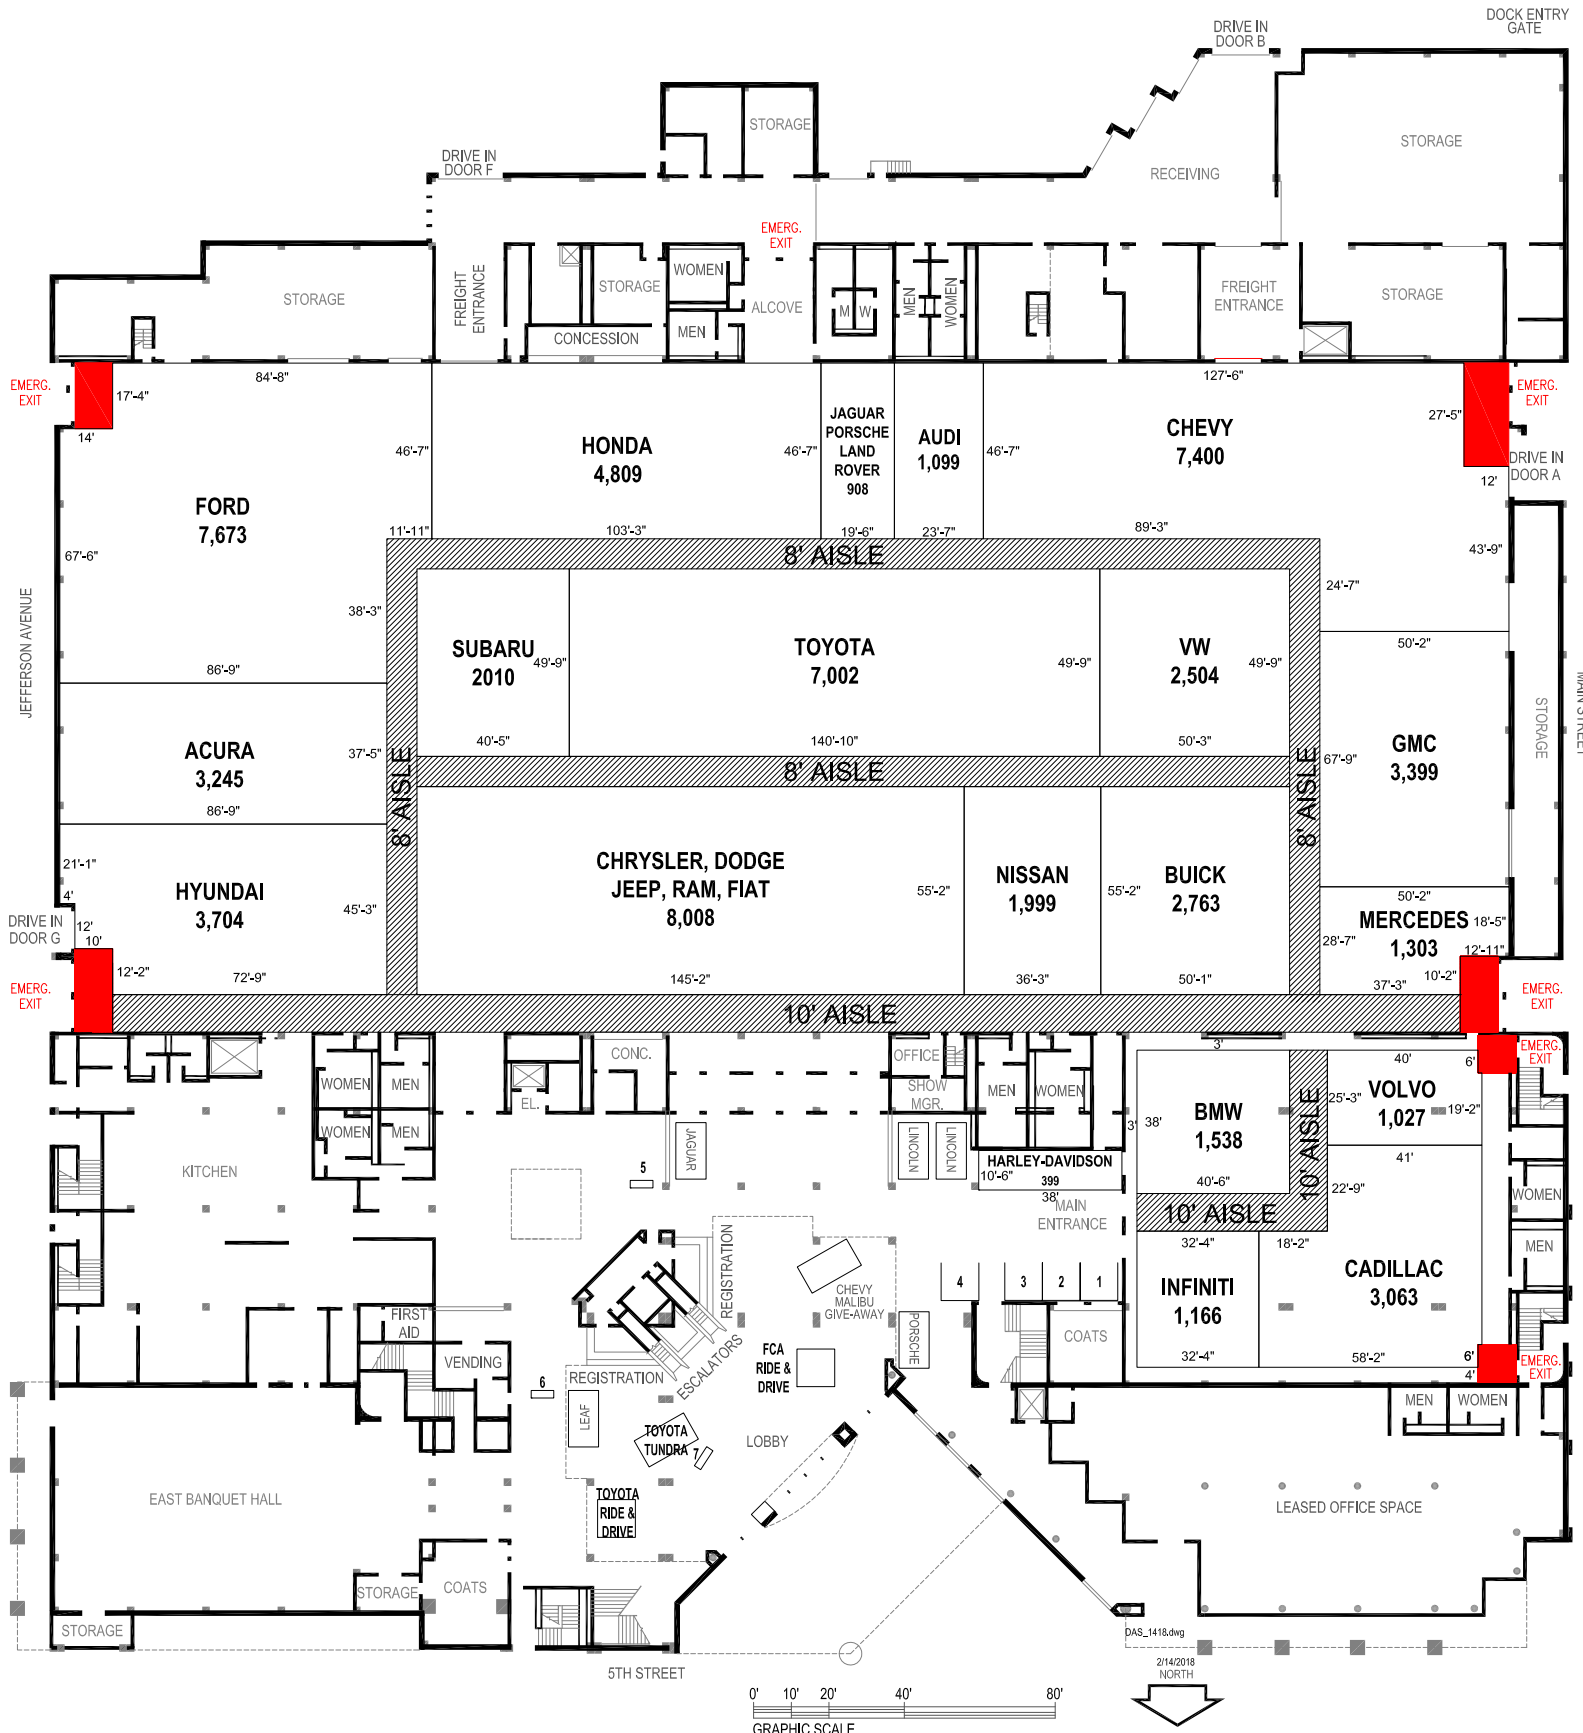 DOCK ENTRY
GATE
DRIVE IN
DOOR B
STORAGE
STORAGE
DRIVE IN
DOOR F
RECEIVING
EMERG.
EXIT
STORAGE
FREIGHT
ENTRANCE
STORAGE
WOMEN
MEN
CONCESSION
ALCOVE
M
W
MEN
WOMEN
FREIGHT
ENTRANCE
STORAGE
EMERG.
EXIT
17'-4"
14'
84'-8"
46'-7"
FORD
7,673
67'-6"
11'-11"
38'-3"
86'-9"
HONDA
4,809
103'-3"
46'-7"
JAGUAR
PORSCHE
LAND
ROVER
908
19'-6"
AUDI
1,099
23'-7"
46'-7"
127'-6"
CHEVY
7,400
89'-3"
27'-5"
12'
43'-9"
24'-7"
EMERG.
EXIT
DRIVE IN
DOOR A
8' AISLE
JEFFERSON AVENUE
SUBARU
2010
49'-9"
40'-5"
TOYOTA
7,002
49'-9"
140'-10"
VW
2,504
49'-9"
50'-3"
50'-2"
GMC
3,399
67'-9"
STORAGE
MAIN STREET
ACURA
3,245
37'-5"
86'-9"
8' AISLE
8' AISLE
8' AISLE
21'-1"
4'
HYUNDAI
3,704
45'-3"
12'
10'
12'-2"
72'-9"
DRIVE IN
DOOR G
EMERG.
EXIT
CHRYSLER, DODGE
JEEP, RAM, FIAT
8,008
55'-2"
145'-2"
NISSAN
1,999
36'-3"
55'-2"
BUICK
2,763
50'-1"
50'-2"
MERCEDES
1,303
18'-5"
28'-7"
12'-11"
10'-2"
37'-3"
EMERG.
EXIT
10' AISLE
WOMEN
MEN
WOMEN
MEN
EL.
CONC.
OFFICE
SHOW
MGR.
MEN
WOMEN
3'
3'
38'
BMW
1,538
40'-6"
10' AISLE
10' AISLE
40'
6'
VOLVO
1,027
25'-3"
19'-2"
41'
EMERG.
EXIT
KITCHEN
JAGUAR
5
LINCOLN
LINCOLN
HARLEY-DAVIDSON
10'-6"
399
38'
MAIN
ENTRANCE
22'-9"
WOMEN
MEN
32'-4"
INFINITI
1,166
32'-4"
18'-2"
CADILLAC
3,063
58'-2"
6'
4'
EMERG.
EXIT
REGISTRATION
CHEVY
MALIBU
GIVE-AWAY
4
3
2
1
COATS
PORSCHE
FIRST
AID
VENDING
ESCALATORS
REGISTRATION
6
LEAF
FCA
RIDE &
DRIVE
TOYOTA
TUNDRA
7
LOBBY
TOYOTA
RIDE &
DRIVE
MEN
WOMEN
EAST BANQUET HALL
LEASED OFFICE SPACE
STORAGE
COATS
STORAGE
5TH STREET
DAS_1418.dwg
2/14/2018
NORTH
0'
10'
20'
40'
80'
GRAPHIC SCALE